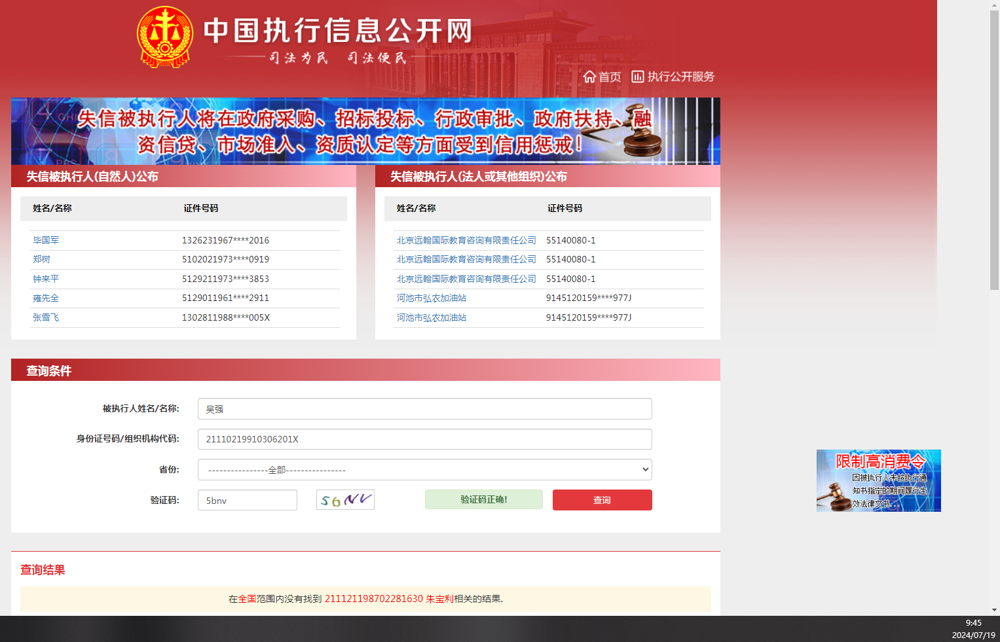 中国执行信息公开网
司法为民 司法便民
首页 执行公开服务
失信被执行人将在政府采购、招标投标、行政审批、政府扶持、融
资信贷、市场准入、资质认定等方面受到信用惩戒！
失信被执行人(自然人)公布
姓名/名称 证件号码
毕国军 1326231967****2016
郑树 5102021973****0919
钟来平 5129211973****3853
雍先全 5129011961****2911
张雪飞 1302811988****005X
失信被执行人(法人或其他组织)公布
姓名/名称 证件号码
北京远翰国际教育咨询有限责任公司 55140080-1
北京远翰国际教育咨询有限责任公司 55140080-1
北京远翰国际教育咨询有限责任公司 55140080-1
河池市弘农加油站 9145120159****977J
河池市弘农加油站 9145120159****977J
查询条件
被执行人姓名/名称: 吴强
身份证号码/组织机构代码: 21110219910306201X
省份: ----------------全部----------------
验证码: 5bnv 56NV 验证码正确! 查询
限制高消费令
因被执行人未按执行通
知书指定的期间履行生
效法律文书...
查询结果
在全国范围内没有找到 211121198702281630 朱宝利相关的结果.
9:45
2024/07/19